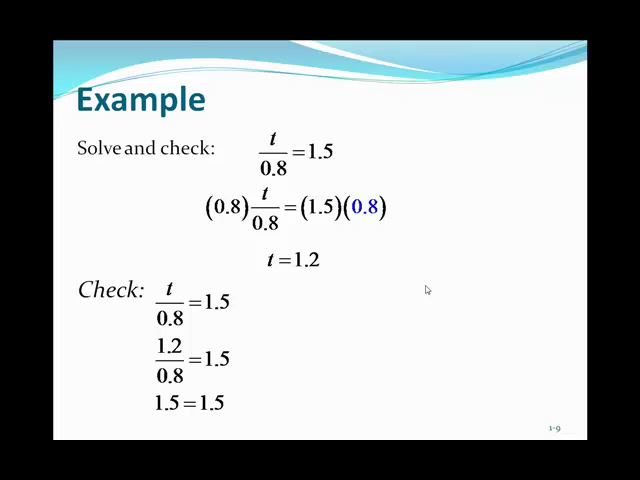 Example
Solve and check: t/0.8 = 1.5
(0.8) t/0.8 = (1.5)(0.8)
t = 1.2
Check: t/0.8 = 1.5
1.2/0.8 = 1.5
1.5 = 1.5
1-9